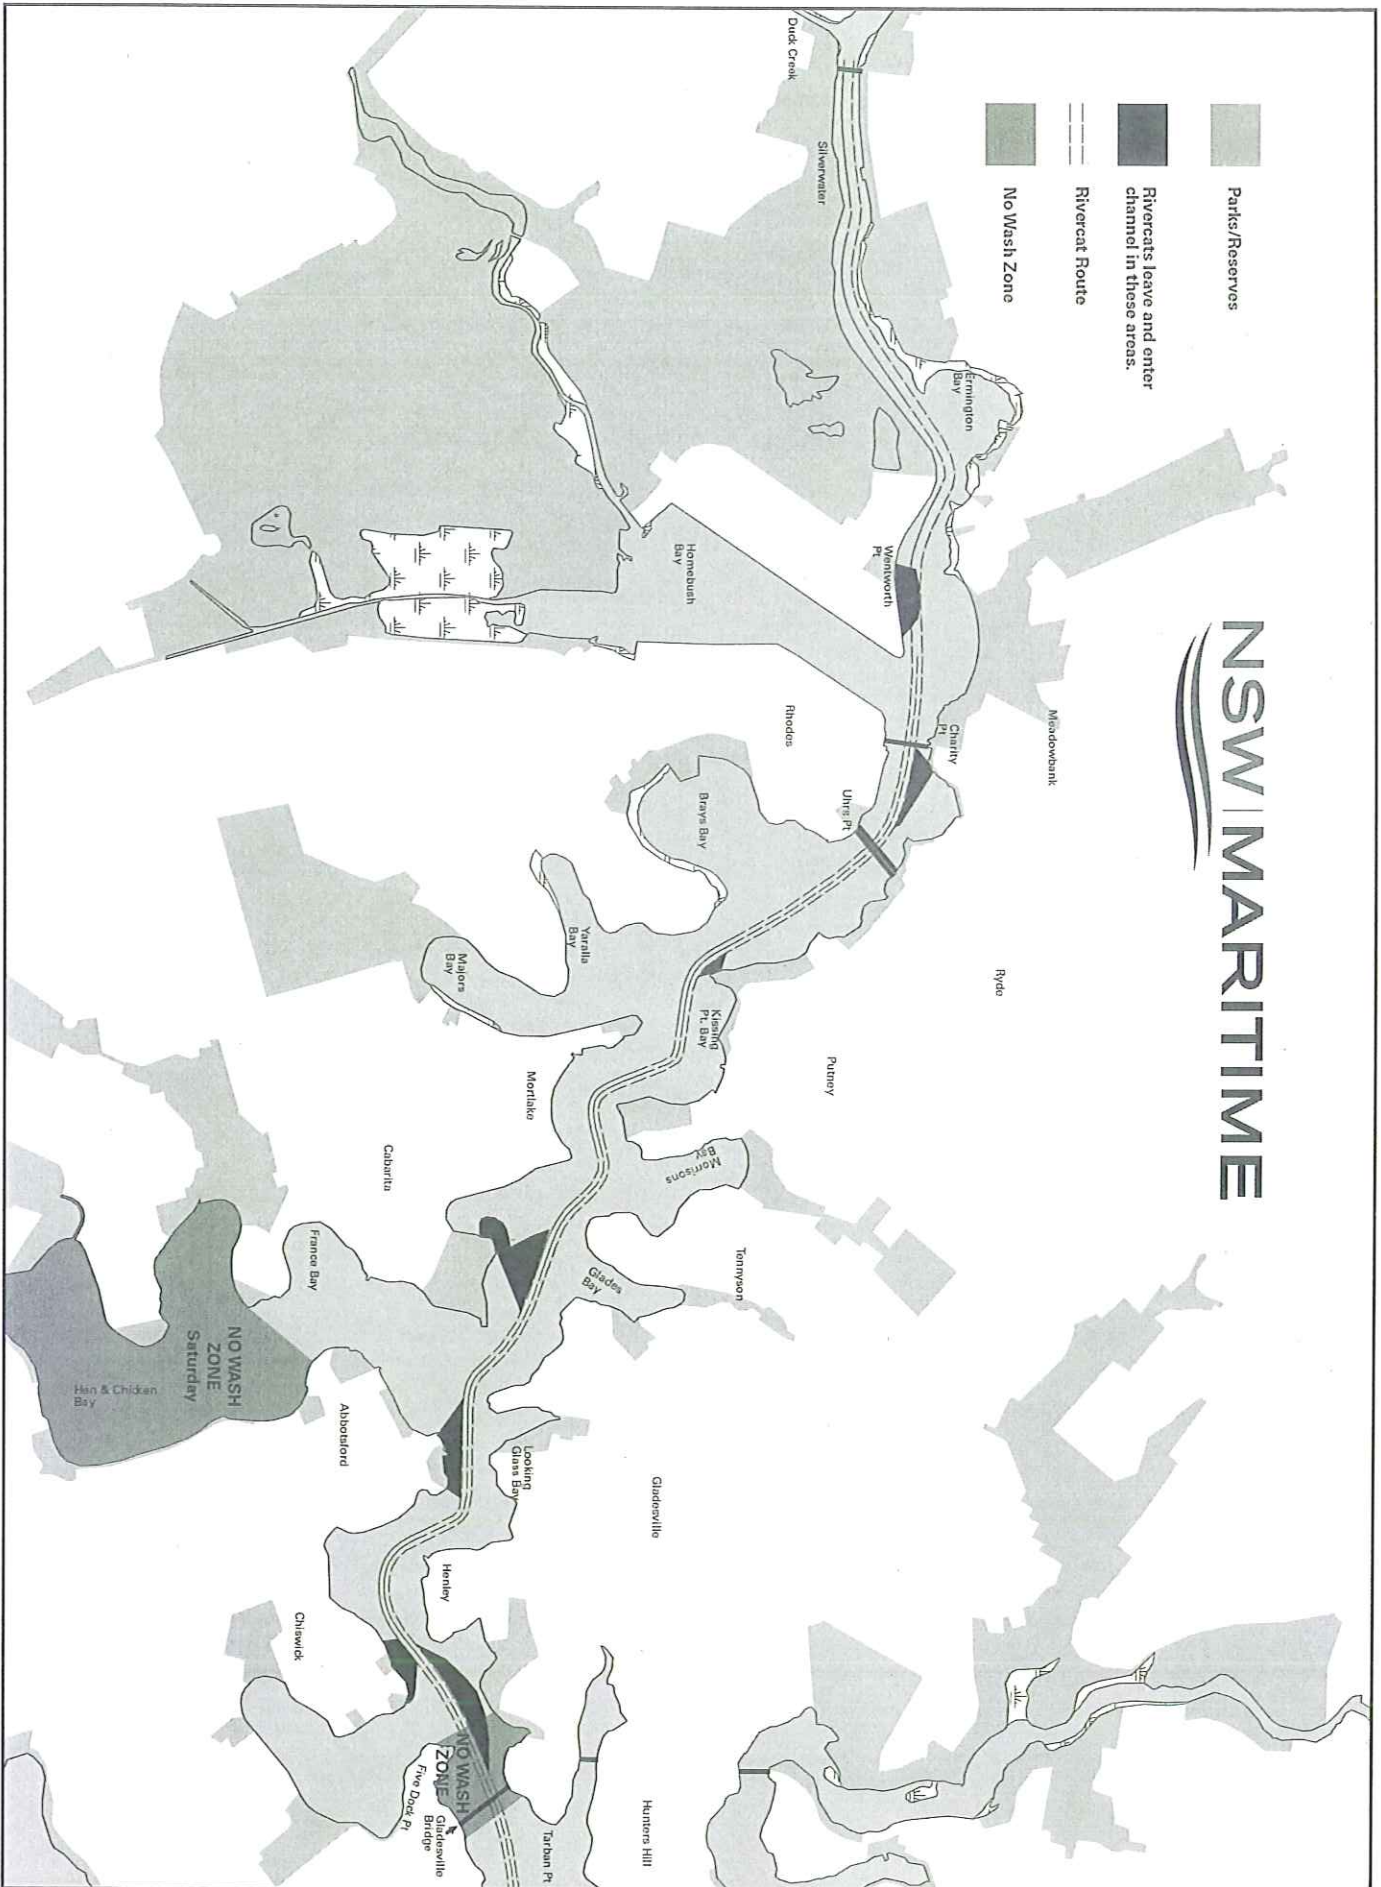 NSW | MARITIME
Parks/Reserves
Rivercats leave and enter
channel in these areas.
Rivercat Route
No Wash Zone
Duck Creek
Silverwater
Ermington
Bay
Wentworth
Pt
Homebush
Bay
Meadowbank
Charity
Pt
Rhodes
Uhrs Pt
Brays Bay
Ryde
Yaralla
Bay
Majors
Bay
Kissing
Pt. Bay
Putney
Mortlake
Morrisons
Bay
Cabarita
Tennyson
Glades
Bay
France Bay
NO WASH
ZONE
Saturday
Hen & Chicken
Bay
Abbotsford
Looking
Glass Bay
Gladesville
Henley
Chiswick
NO WASH
ZONE
Five Dock Pt
Gladesville
Bridge
Tarban Pt
Hunters Hill